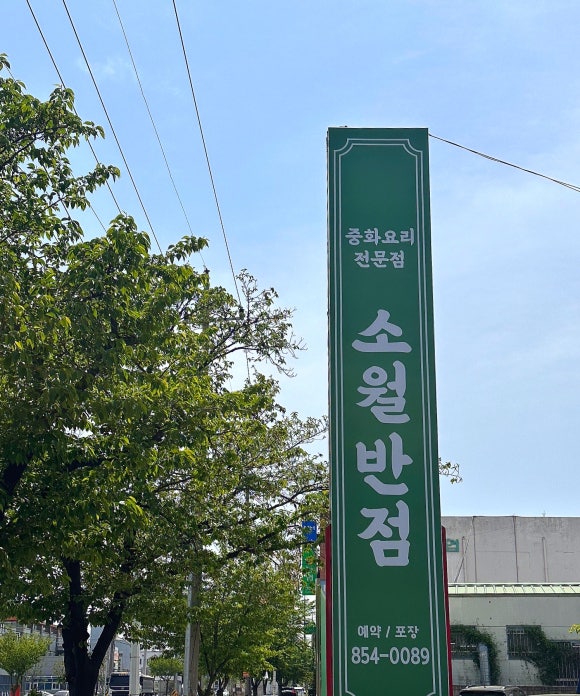 중화요리
전문점
소월반점
예약 / 포장
854-0089